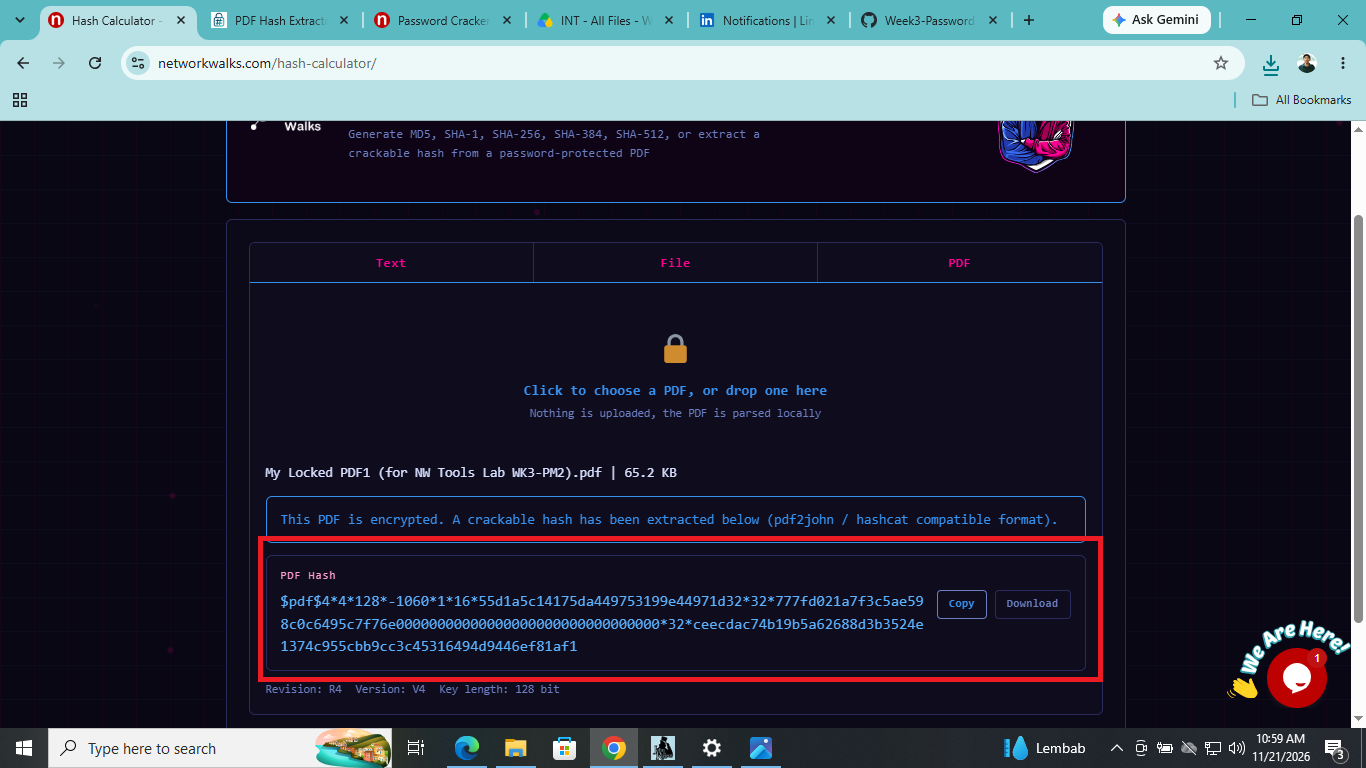 Hash Calculator -
PDF Hash Extract
Password Cracke
INT - All Files - W
Notifications | Lin
Week3-Password
Ask Gemini
networkwalks.com/hash-calculator/
All Bookmarks
Walks
Generate MD5, SHA-1, SHA-256, SHA-384, SHA-512, or extract a
crackable hash from a password-protected PDF
Text
File
PDF
Click to choose a PDF, or drop one here
Nothing is uploaded, the PDF is parsed locally
My Locked PDF1 (for NW Tools Lab WK3-PM2).pdf | 65.2 KB
This PDF is encrypted. A crackable hash has been extracted below (pdf2john / hashcat compatible format).
PDF Hash
$pdf$4*4*128*-1060*1*16*55d1a5c14175da449753199e44971d32*32*777fd021a7f3c5ae59
8c0c6495c7f76e00000000000000000000000000000000*32*ceecdac74b19b5a62688d3b3524e
1374c955cbb9cc3c45316494d9446ef81af1
Copy
Download
Revision: R4 Version: V4 Key length: 128 bit
We Are Here!
1
Type here to search
Lembab
10:59 AM
11/21/2026
3